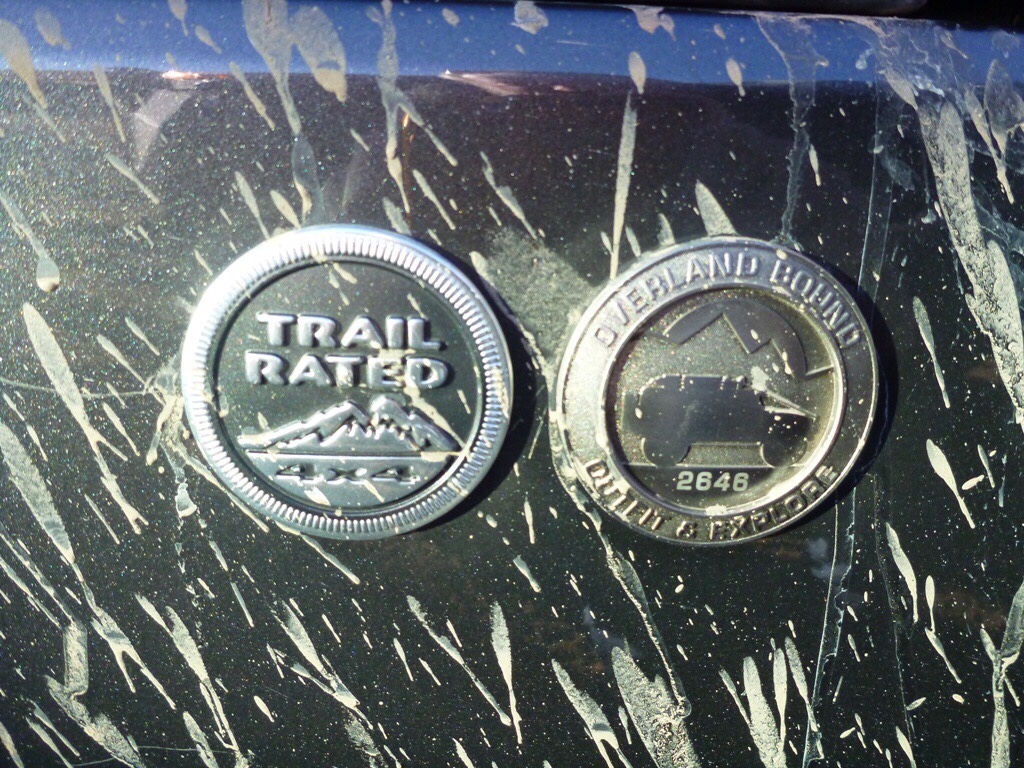 TRAIL
RATED
4x4
OVERLAND BOUND
2646
OUTFIT & EXPLORE